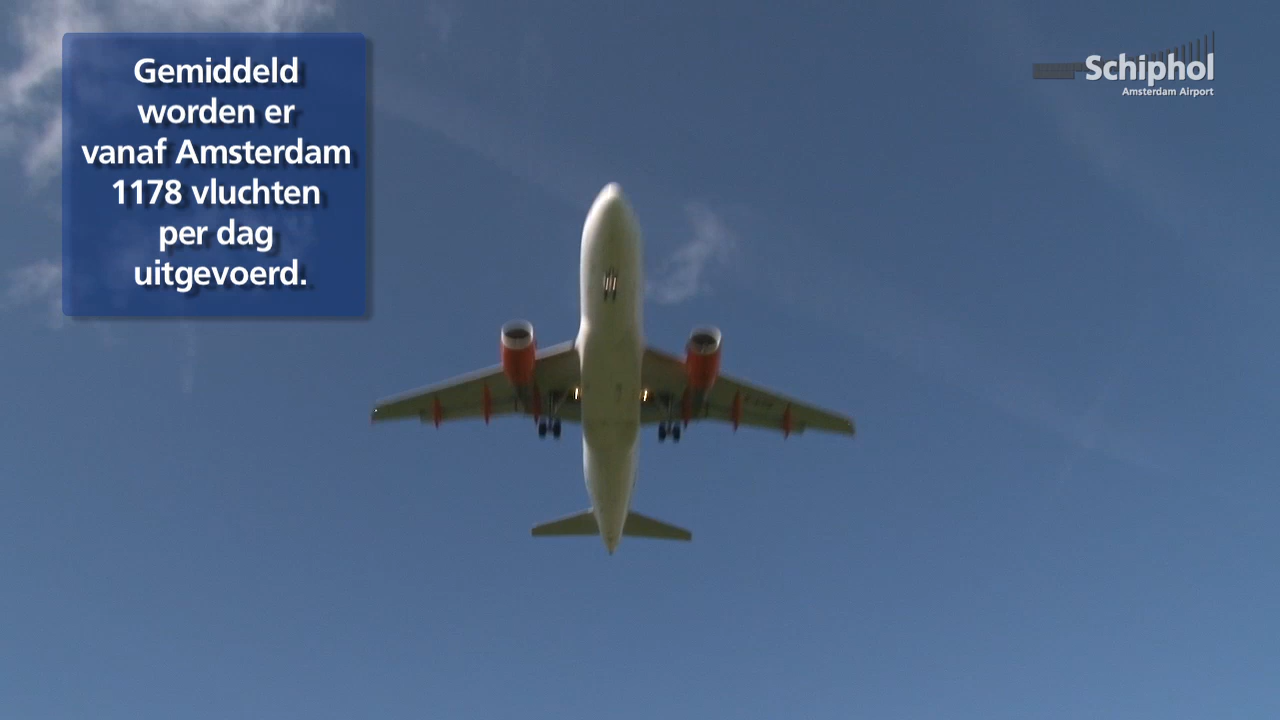 Gemiddeld
worden er
vanaf Amsterdam
1178 vluchten
per dag
uitgevoerd.
Schiphol
Amsterdam Airport